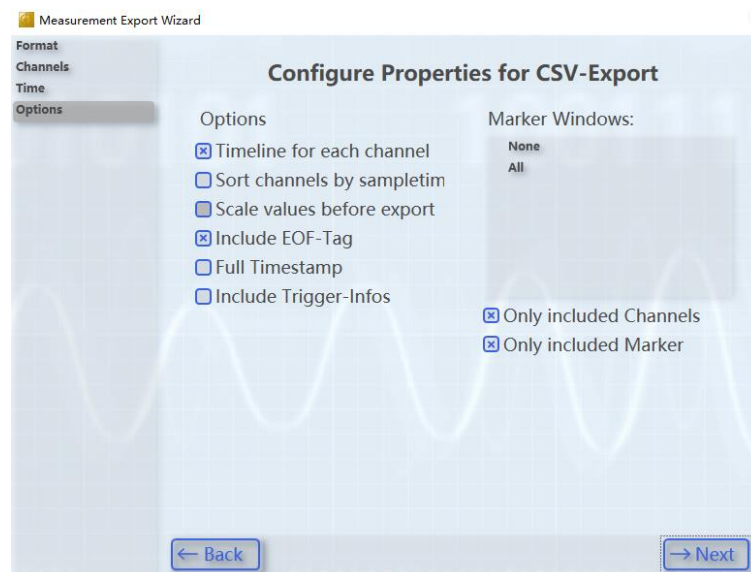 Measurement Export Wizard
Format
Channels
Time
Options
Configure Properties for CSV-Export
Options
Timeline for each channel
Sort channels by sampletim
Scale values before export
Include EOF-Tag
Full Timestamp
Include Trigger-Infos
Marker Windows:
None
All
Only included Channels
Only included Marker
← Back
→ Next